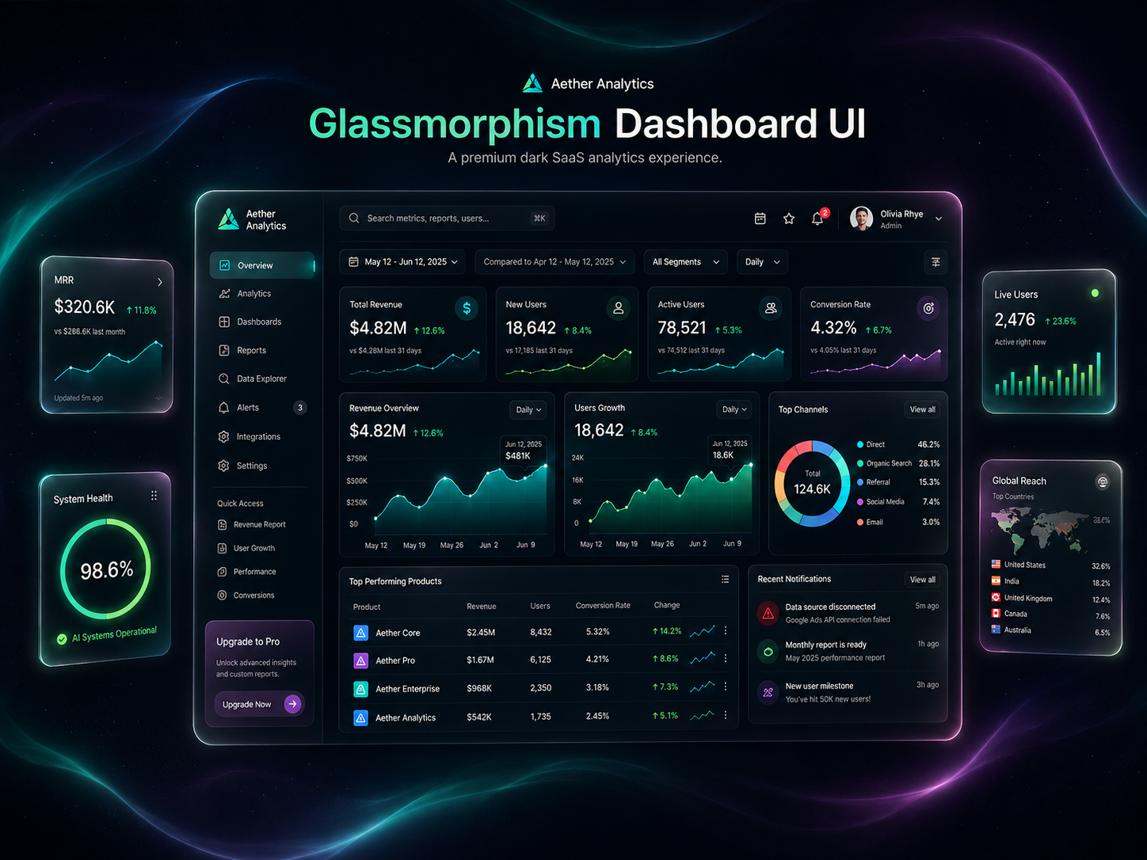 Aether Analytics
Glassmorphism Dashboard UI
A premium dark SaaS analytics experience.
Aether
Analytics
Overview
Analytics
Dashboards
Reports
Data Explorer
Alerts 3
Integrations
Settings
Quick Access
Revenue Report
User Growth
Performance
Conversions
Upgrade to Pro
Unlock advanced insights
and custom reports.
Upgrade Now
Search metrics, reports, users... ⌘K
2
Olivia Rhye
Admin
May 12 - Jun 12, 2025
Compared to Apr 12 - May 12, 2025
All Segments
Daily
Total Revenue
$4.82M ↑ 12.6%
vs $4.28M last 31 days
New Users
18,642 ↑ 8.4%
vs 17,185 last 31 days
Active Users
78,521 ↑ 5.3%
vs 74,512 last 31 days
Conversion Rate
4.32% ↑ 6.7%
vs 4.05% last 31 days
Revenue Overview
Daily
$4.82M ↑ 12.6%
Jun 12, 2025
$481K
$750K
$500K
$250K
$0
May 12 May 19 May 26 Jun 2 Jun 9
Users Growth
Daily
18,642 ↑ 8.4%
Jun 12, 2025
18.6K
24K
16K
8K
0
May 12 May 19 May 26 Jun 2 Jun 9
Top Channels
View all
Total
124.6K
Direct 46.2%
Organic Search 28.1%
Referral 15.3%
Social Media 7.4%
Email 3.0%
Top Performing Products
Product Revenue Users Conversion Rate Change
Aether Core $2.45M 8,432 5.32% ↑ 14.2%
Aether Pro $1.67M 6,125 4.21% ↑ 8.6%
Aether Enterprise $968K 2,350 3.18% ↑ 7.3%
Aether Analytics $542K 1,735 2.45% ↑ 5.1%
Recent Notifications
View all
Data source disconnected 5m ago
Google Ads API connection failed
Monthly report is ready 1h ago
May 2025 performance report
New user milestone 3h ago
You've hit 50K new users!
MRR
$320.6K ↑ 11.8%
vs $286.6K last month
Updated 5m ago
System Health
98.6%
AI Systems Operational
Live Users
2,476 ↑ 23.6%
Active right now
Global Reach
Top Countries
United States 32.6%
India 18.2%
United Kingdom 12.4%
Canada 7.6%
Australia 6.5%